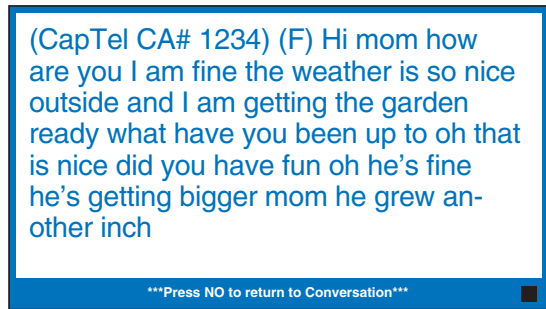 (CapTel CA# 1234) (F) Hi mom how
are you I am fine the weather is so nice
outside and I am getting the garden
ready what have you been up to oh that
is nice did you have fun oh he's fine
he's getting bigger mom he grew an-
other inch
***Press NO to return to Conversation***